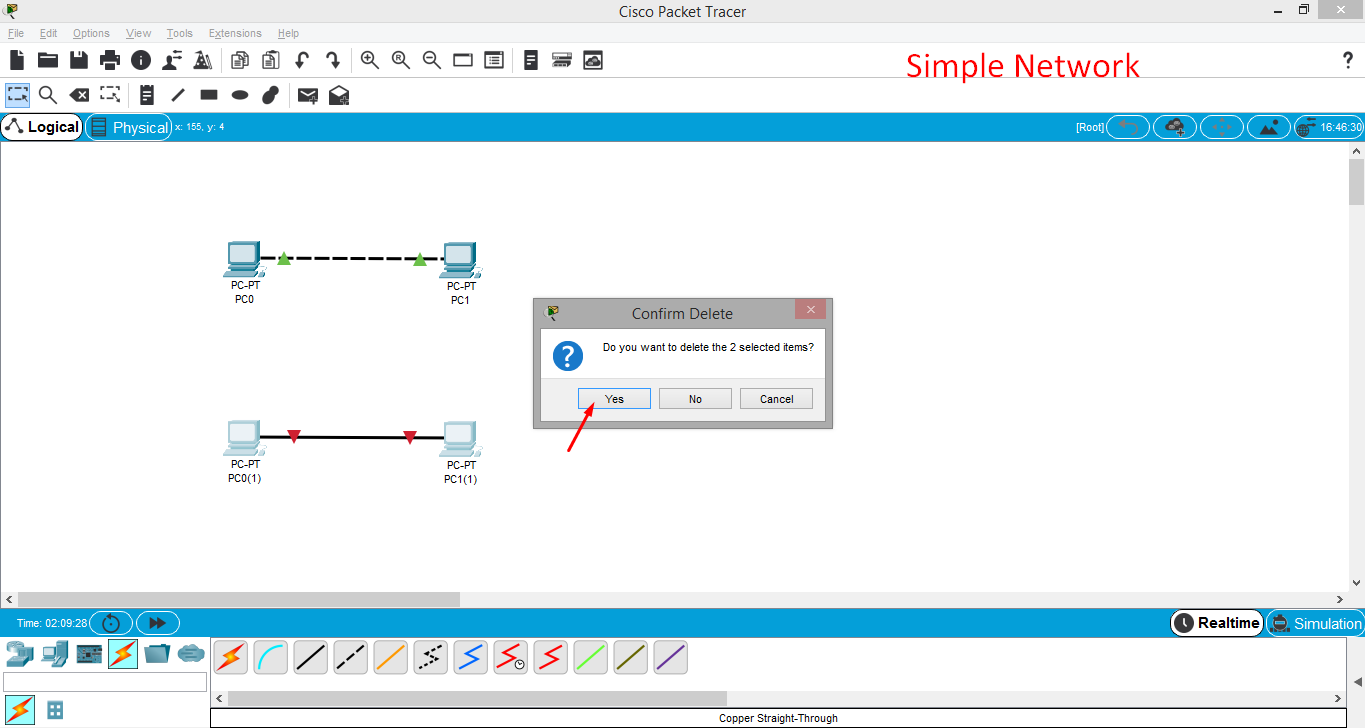 Cisco Packet Tracer
File Edit Options View Tools Extensions Help
Simple Network
?
Logical Physical x: 155, y: 4 [Root] 16:46:30
PC-PT
PC0
PC-PT
PC1
Confirm Delete
Do you want to delete the 2 selected items?
Yes No Cancel
PC-PT
PC0(1)
PC-PT
PC1(1)
Time: 02:09:28 Realtime Simulation
Copper Straight-Through